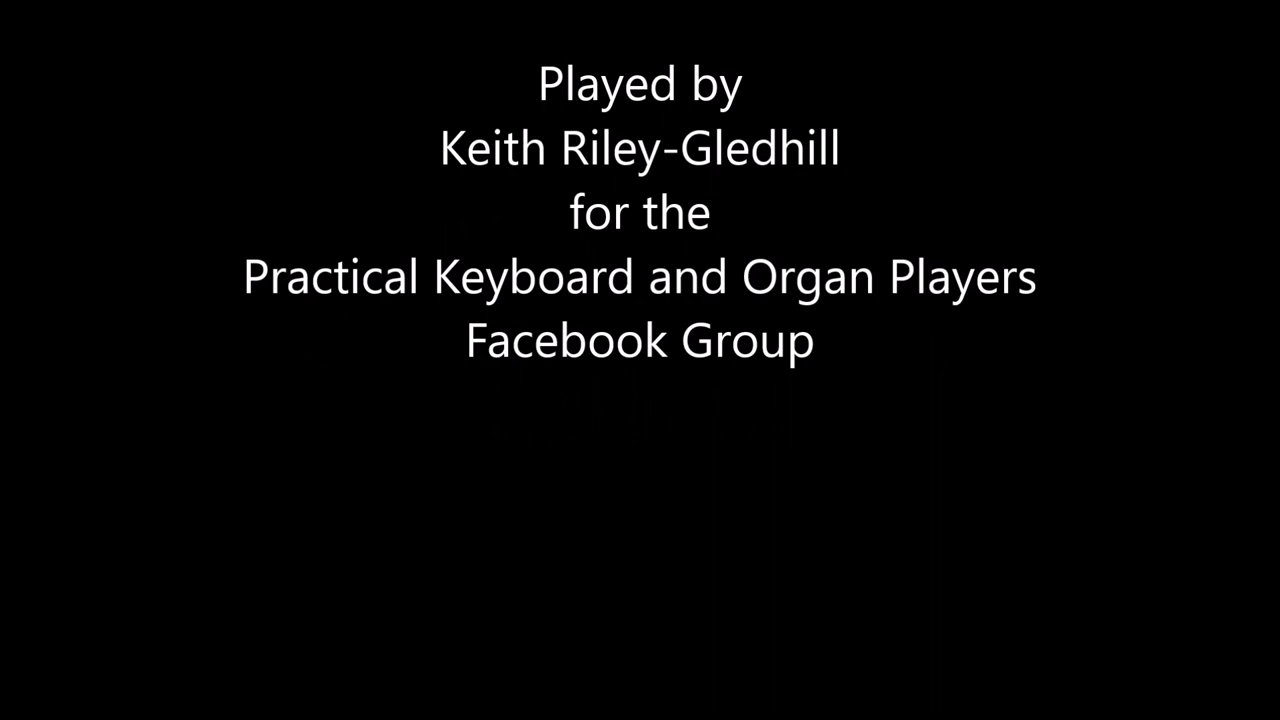 Played by
Keith Riley-Gledhill
for the
Practical Keyboard and Organ Players
Facebook Group